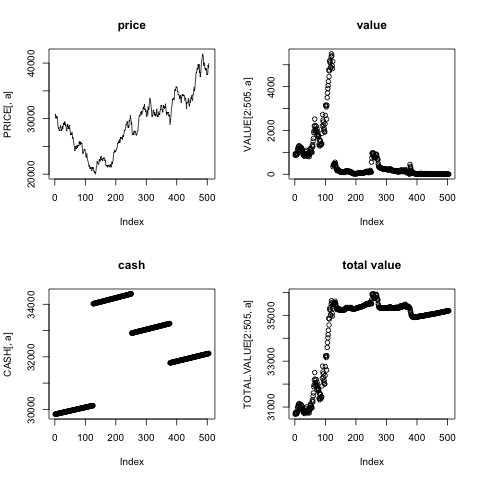 price
PRICE[, a]
20000 30000 40000
0 100 200 300 400 500
Index
value
VALUE[2:505, a]
0 2000 4000
0 100 200 300 400 500
Index
cash
CASH[, a]
30000 32000 34000
0 100 200 300 400 500
Index
total value
TOTAL.VALUE[2:505, a]
31000 33000 35000
0 100 200 300 400 500
Index